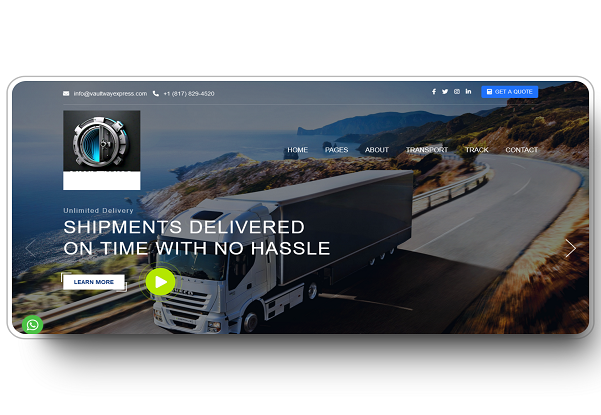 info@vaultwayexpress.com +1 (817) 829-4520 GET A QUOTE
HOME PAGES ABOUT TRANSPORT TRACK CONTACT
Unlimited Delivery
SHIPMENTS DELIVERED
ON TIME WITH NO HASSLE
LEARN MORE